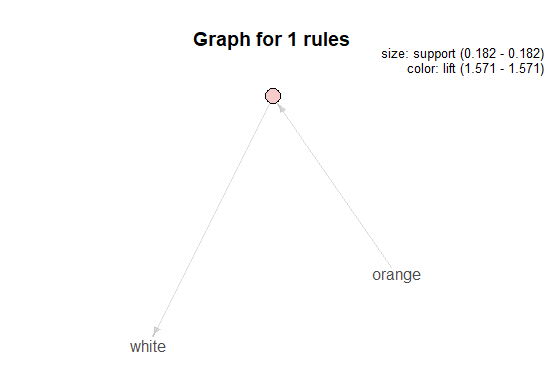 Graph for 1 rules
size: support (0.182 - 0.182)
color: lift (1.571 - 1.571)
orange
white